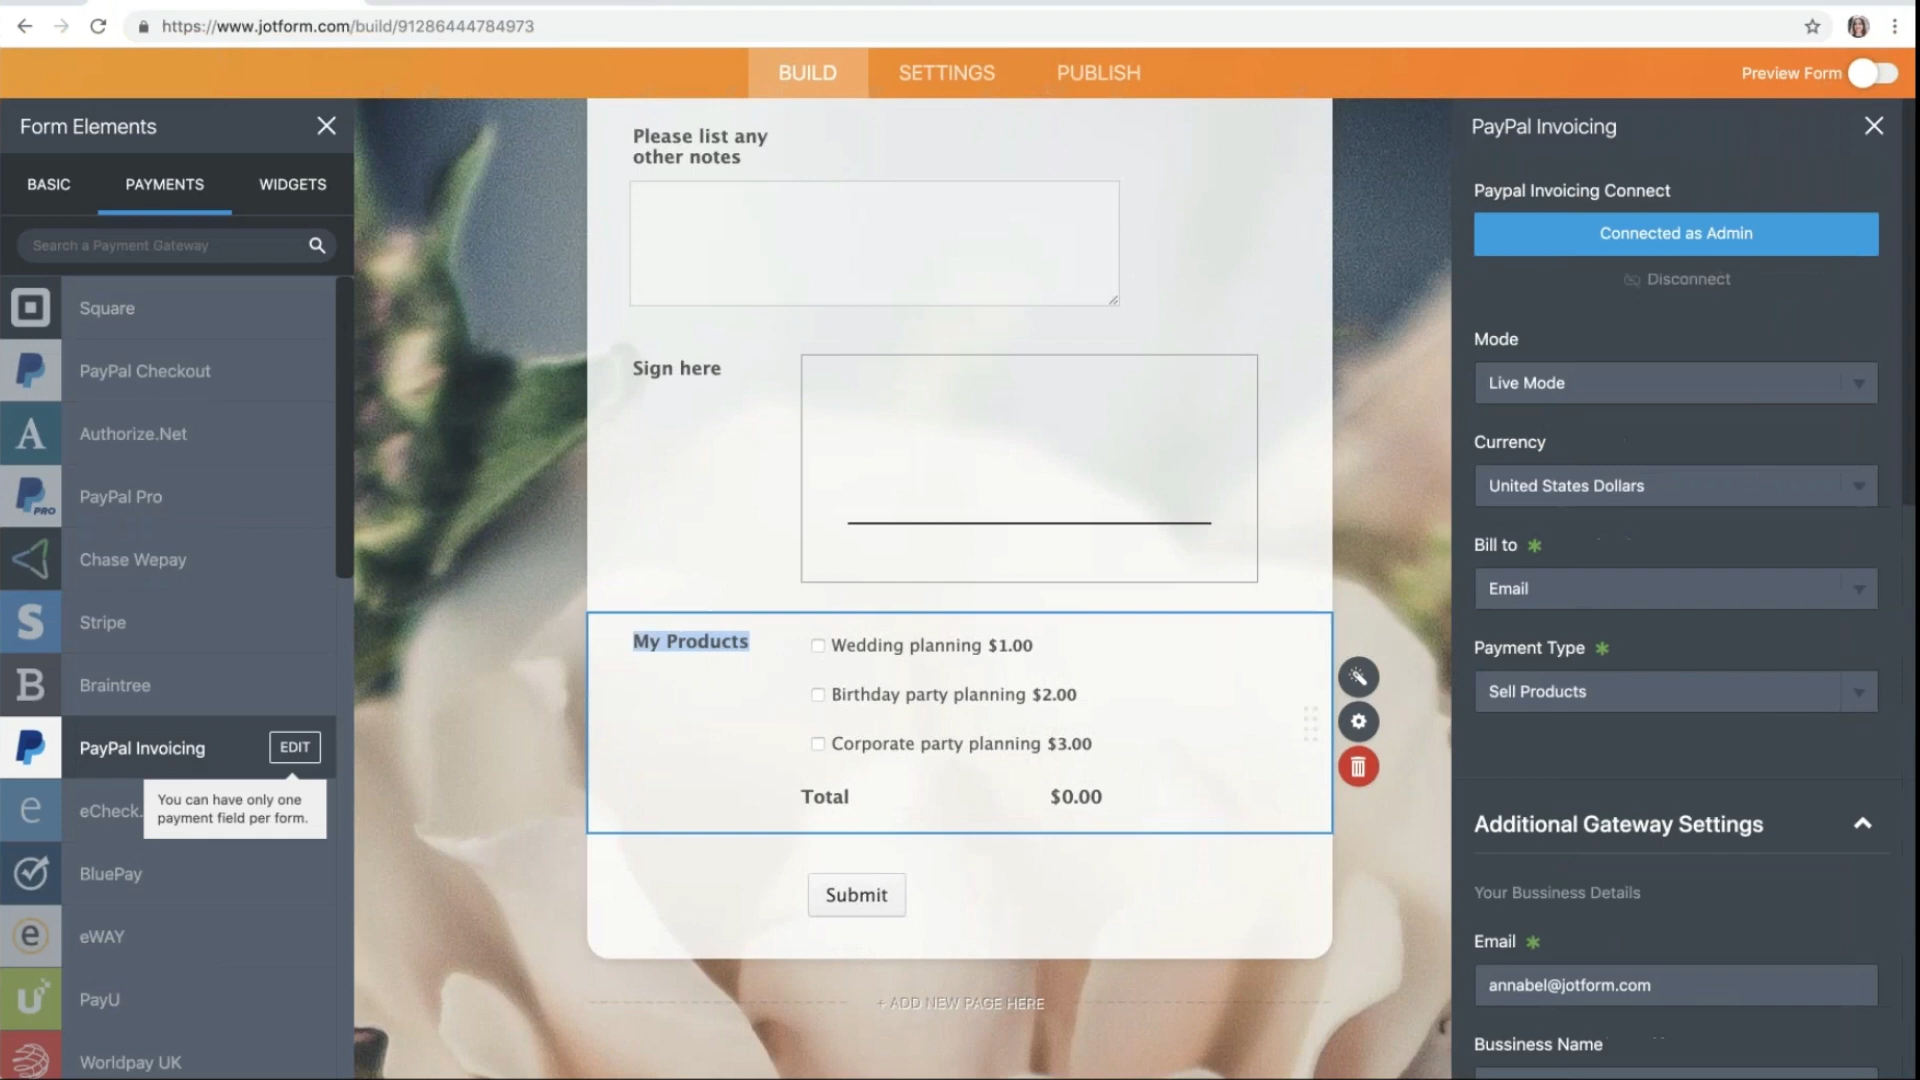 https://www.jotform.com/build/91286444784973
BUILD
SETTINGS
PUBLISH
Preview Form
Form Elements
BASIC
PAYMENTS
WIDGETS
Search a Payment Gateway
Square
PayPal Checkout
Authorize.Net
PayPal Pro
PRO
Chase Wepay
Stripe
Braintree
PayPal Invoicing
EDIT
You can have only one
payment field per form.
eCheck.
BluePay
eWAY
PayU
Worldpay UK
Please list any
other notes
Sign here
My Products
Wedding planning $1.00
Birthday party planning $2.00
Corporate party planning $3.00
Total $0.00
Submit
+ ADD NEW PAGE HERE
PayPal Invoicing
Paypal Invoicing Connect
Connected as Admin
Disconnect
Mode
Live Mode
Currency
United States Dollars
Bill to *
Email
Payment Type *
Sell Products
Additional Gateway Settings
Your Bussiness Details
Email *
annabel@jotform.com
Bussiness Name